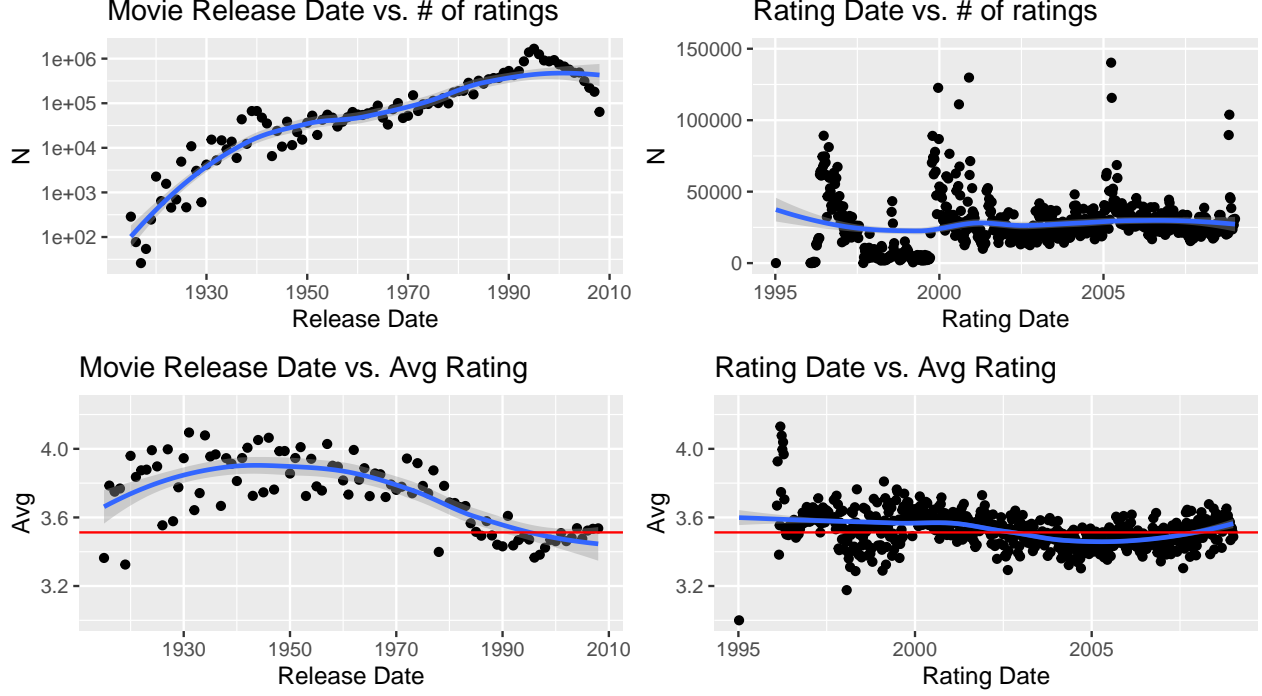 Movie Release Date vs. # of ratings
N
1e+06
1e+05
1e+04
1e+03
1e+02
1930
1950
1970
1990
2010
Release Date
Rating Date vs. # of ratings
N
150000
100000
50000
0
1995
2000
2005
Rating Date
Movie Release Date vs. Avg Rating
Avg
4.0
3.6
3.2
1930
1950
1970
1990
2010
Release Date
Rating Date vs. Avg Rating
Avg
4.0
3.6
3.2
1995
2000
2005
Rating Date